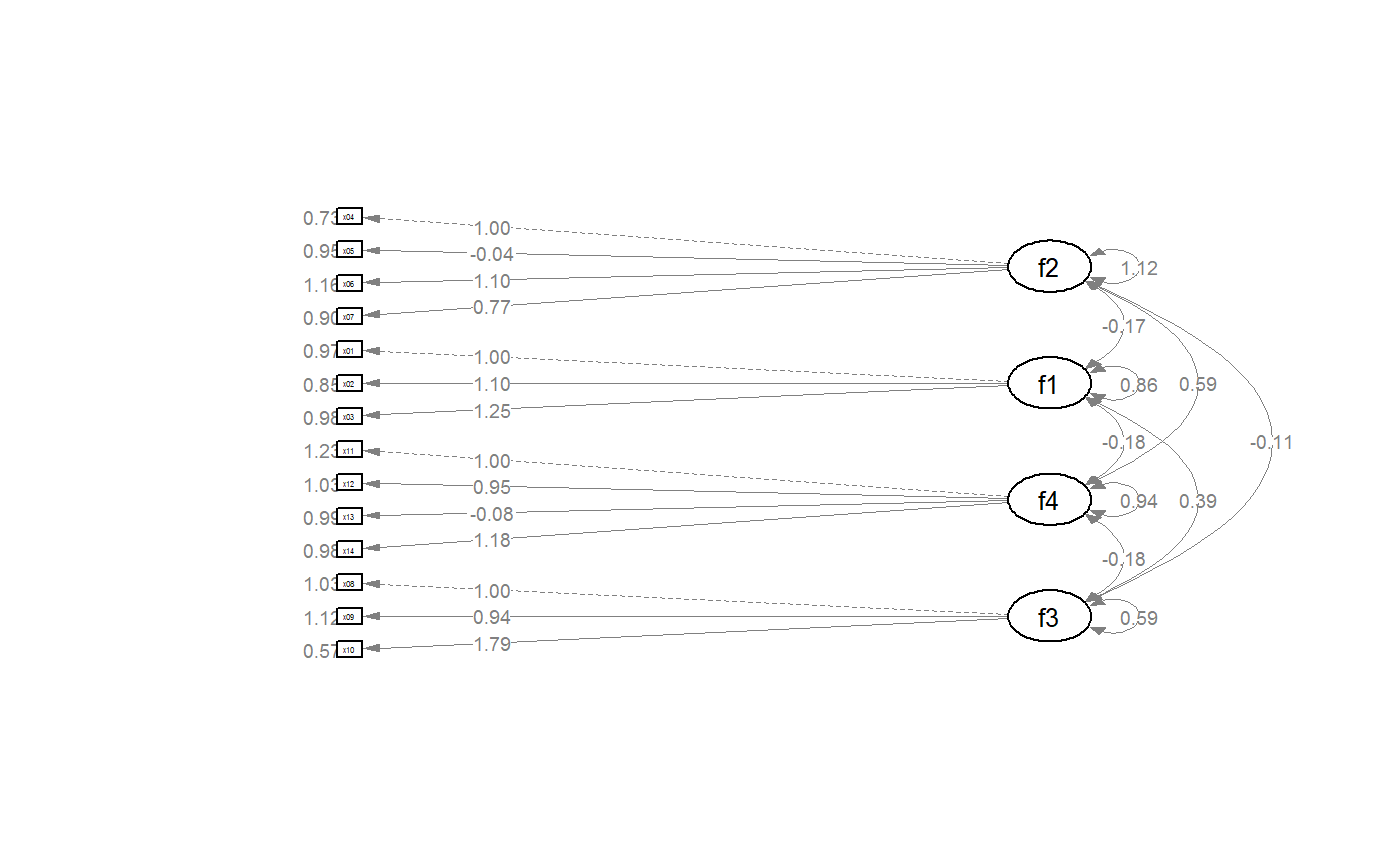 0.73 x04 1.00
0.95 x05 -0.04
1.16 x06 1.10
0.90 x07 0.77
f2 1.12
-0.17
0.97 x01 1.00
0.85 x02 1.10
0.98 x03 1.25
f1 0.86 0.59
-0.18 -0.11
1.23 x11 1.00
1.03 x12 0.95
0.99 x13 -0.08
0.98 x14 1.18
f4 0.94 0.39
-0.18
1.03 x08 1.00
1.12 x09 0.94
0.57 x10 1.79
f3 0.59